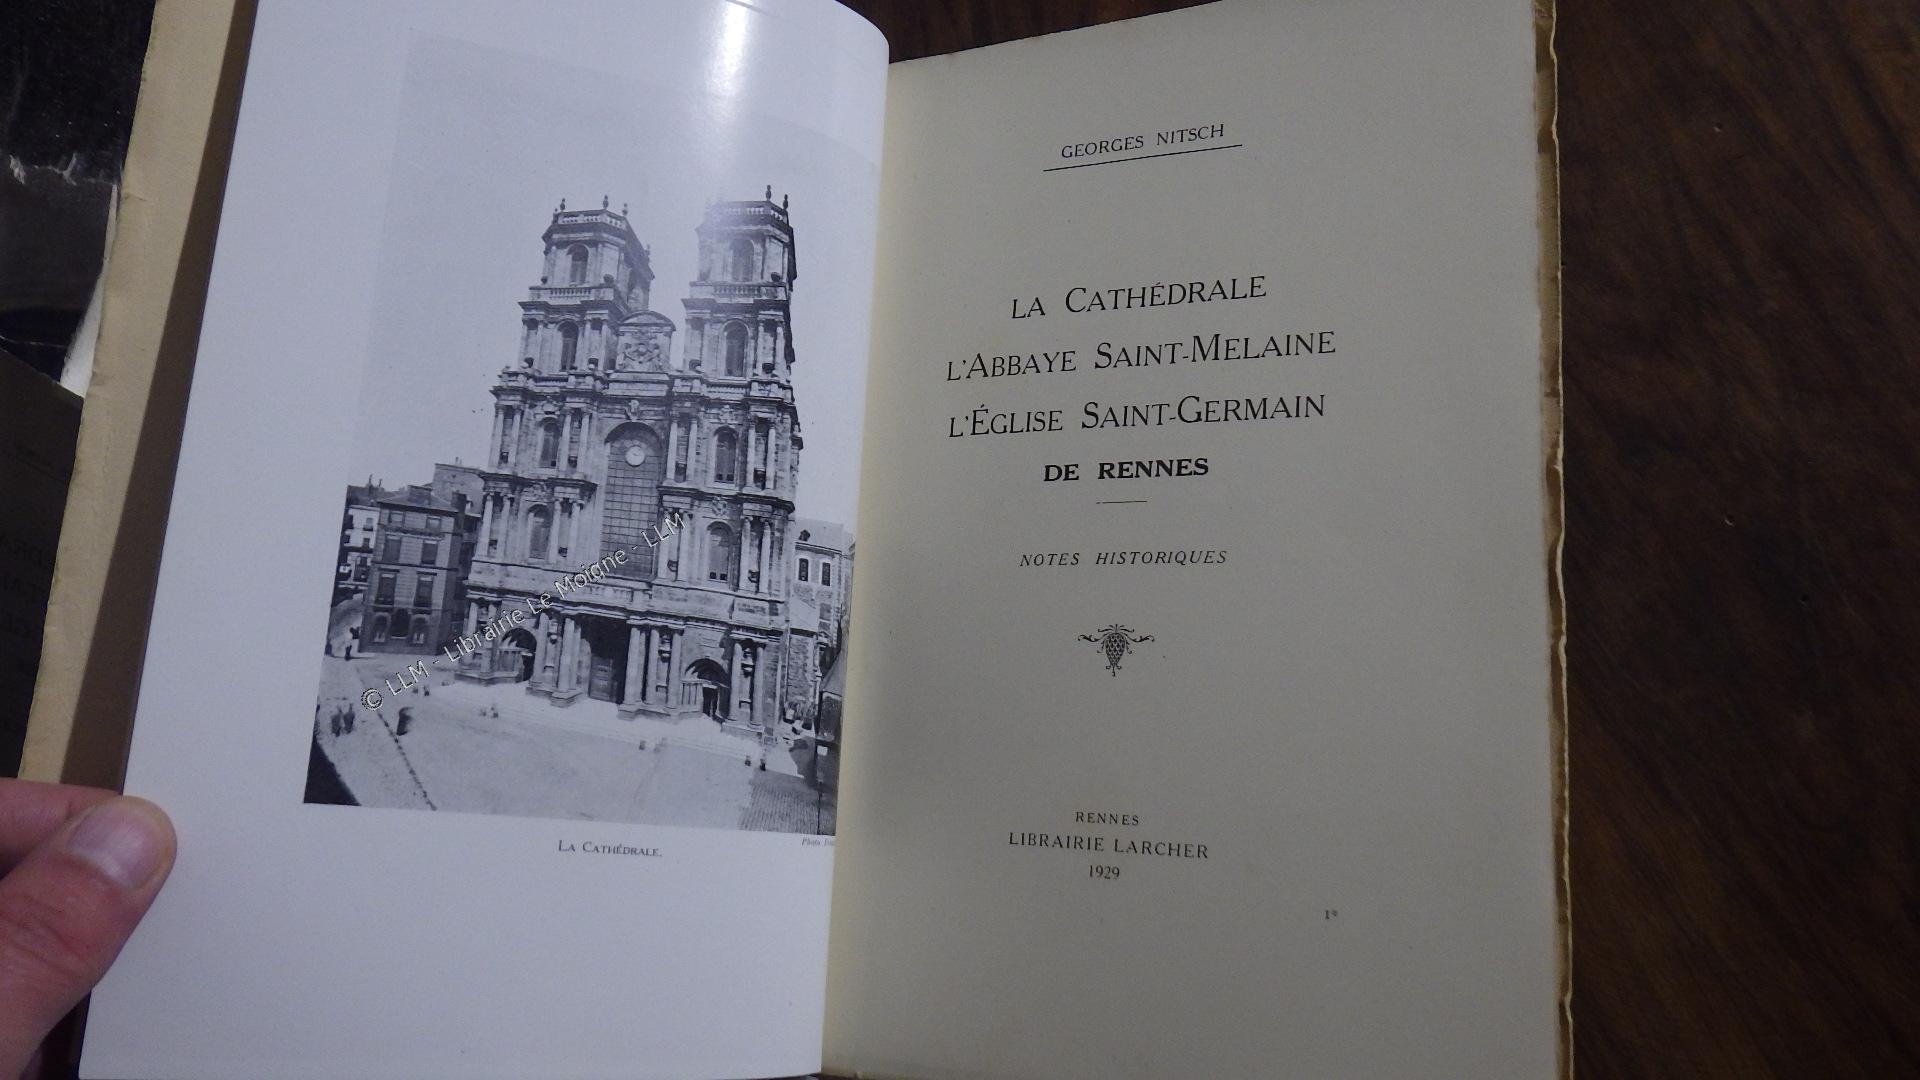 © LLM - Librairie Le Moigne - LLM
LA CATHÉDRALE.
Photo
GEORGES NITSCH
LA CATHÉDRALE
L'ABBAYE SAINT-MELAINE
L'ÉGLISE SAINT-GERMAIN
DE RENNES
NOTES HISTORIQUES
RENNES
LIBRAIRIE LARCHER
1929
1*